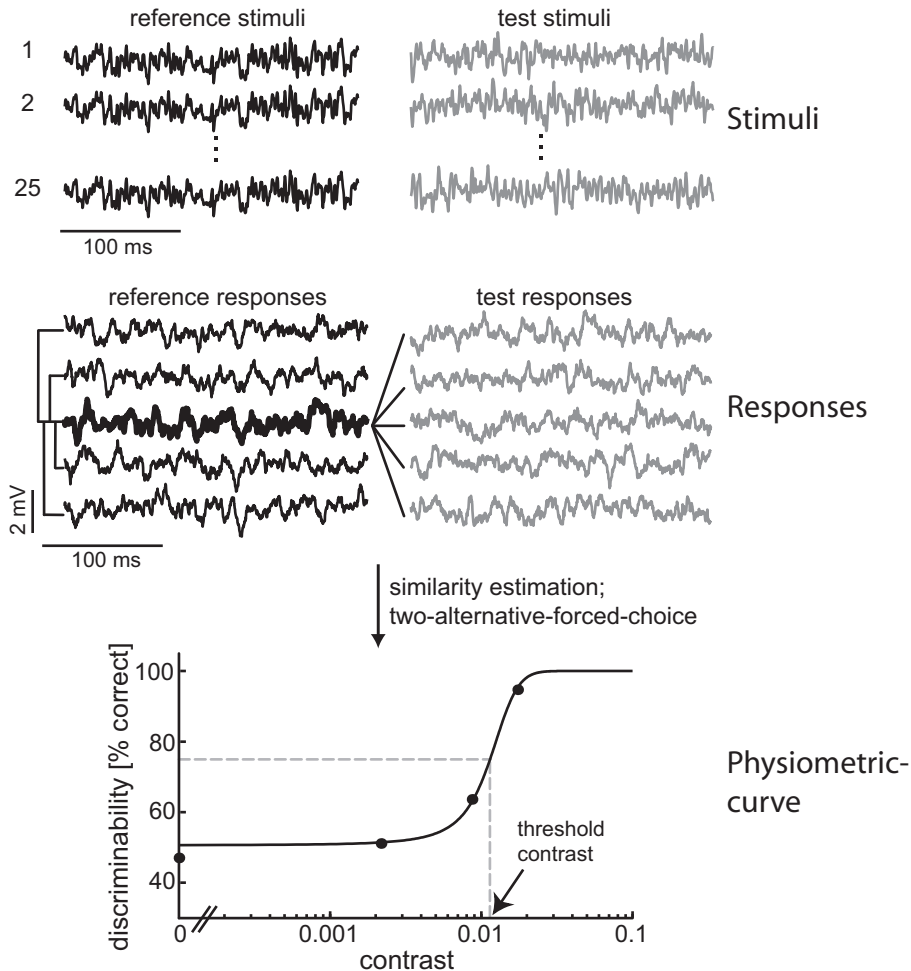 reference stimuli
test stimuli
1
2
25
Stimuli
100 ms
reference responses
test responses
Responses
2 mV
100 ms
similarity estimation;
two-alternative-forced-choice
discriminability [% correct]
100
80
60
40
threshold
contrast
Physiometric-
curve
0
0.001
0.01
0.1
contrast